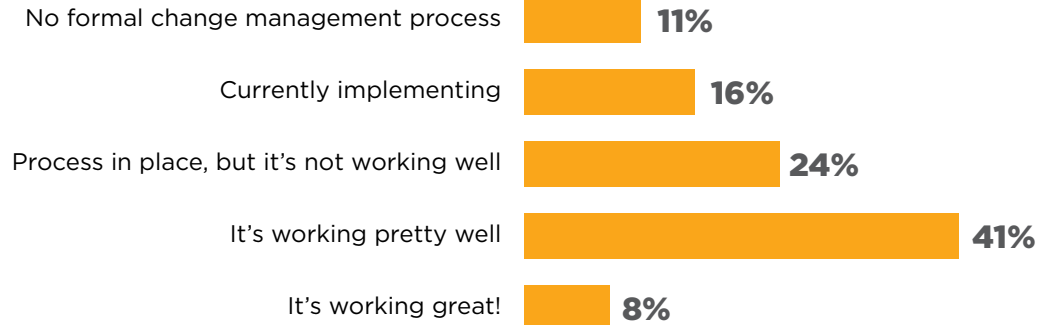 No formal change management process 11%
Currently implementing 16%
Process in place, but it’s not working well 24%
It’s working pretty well 41%
It’s working great! 8%